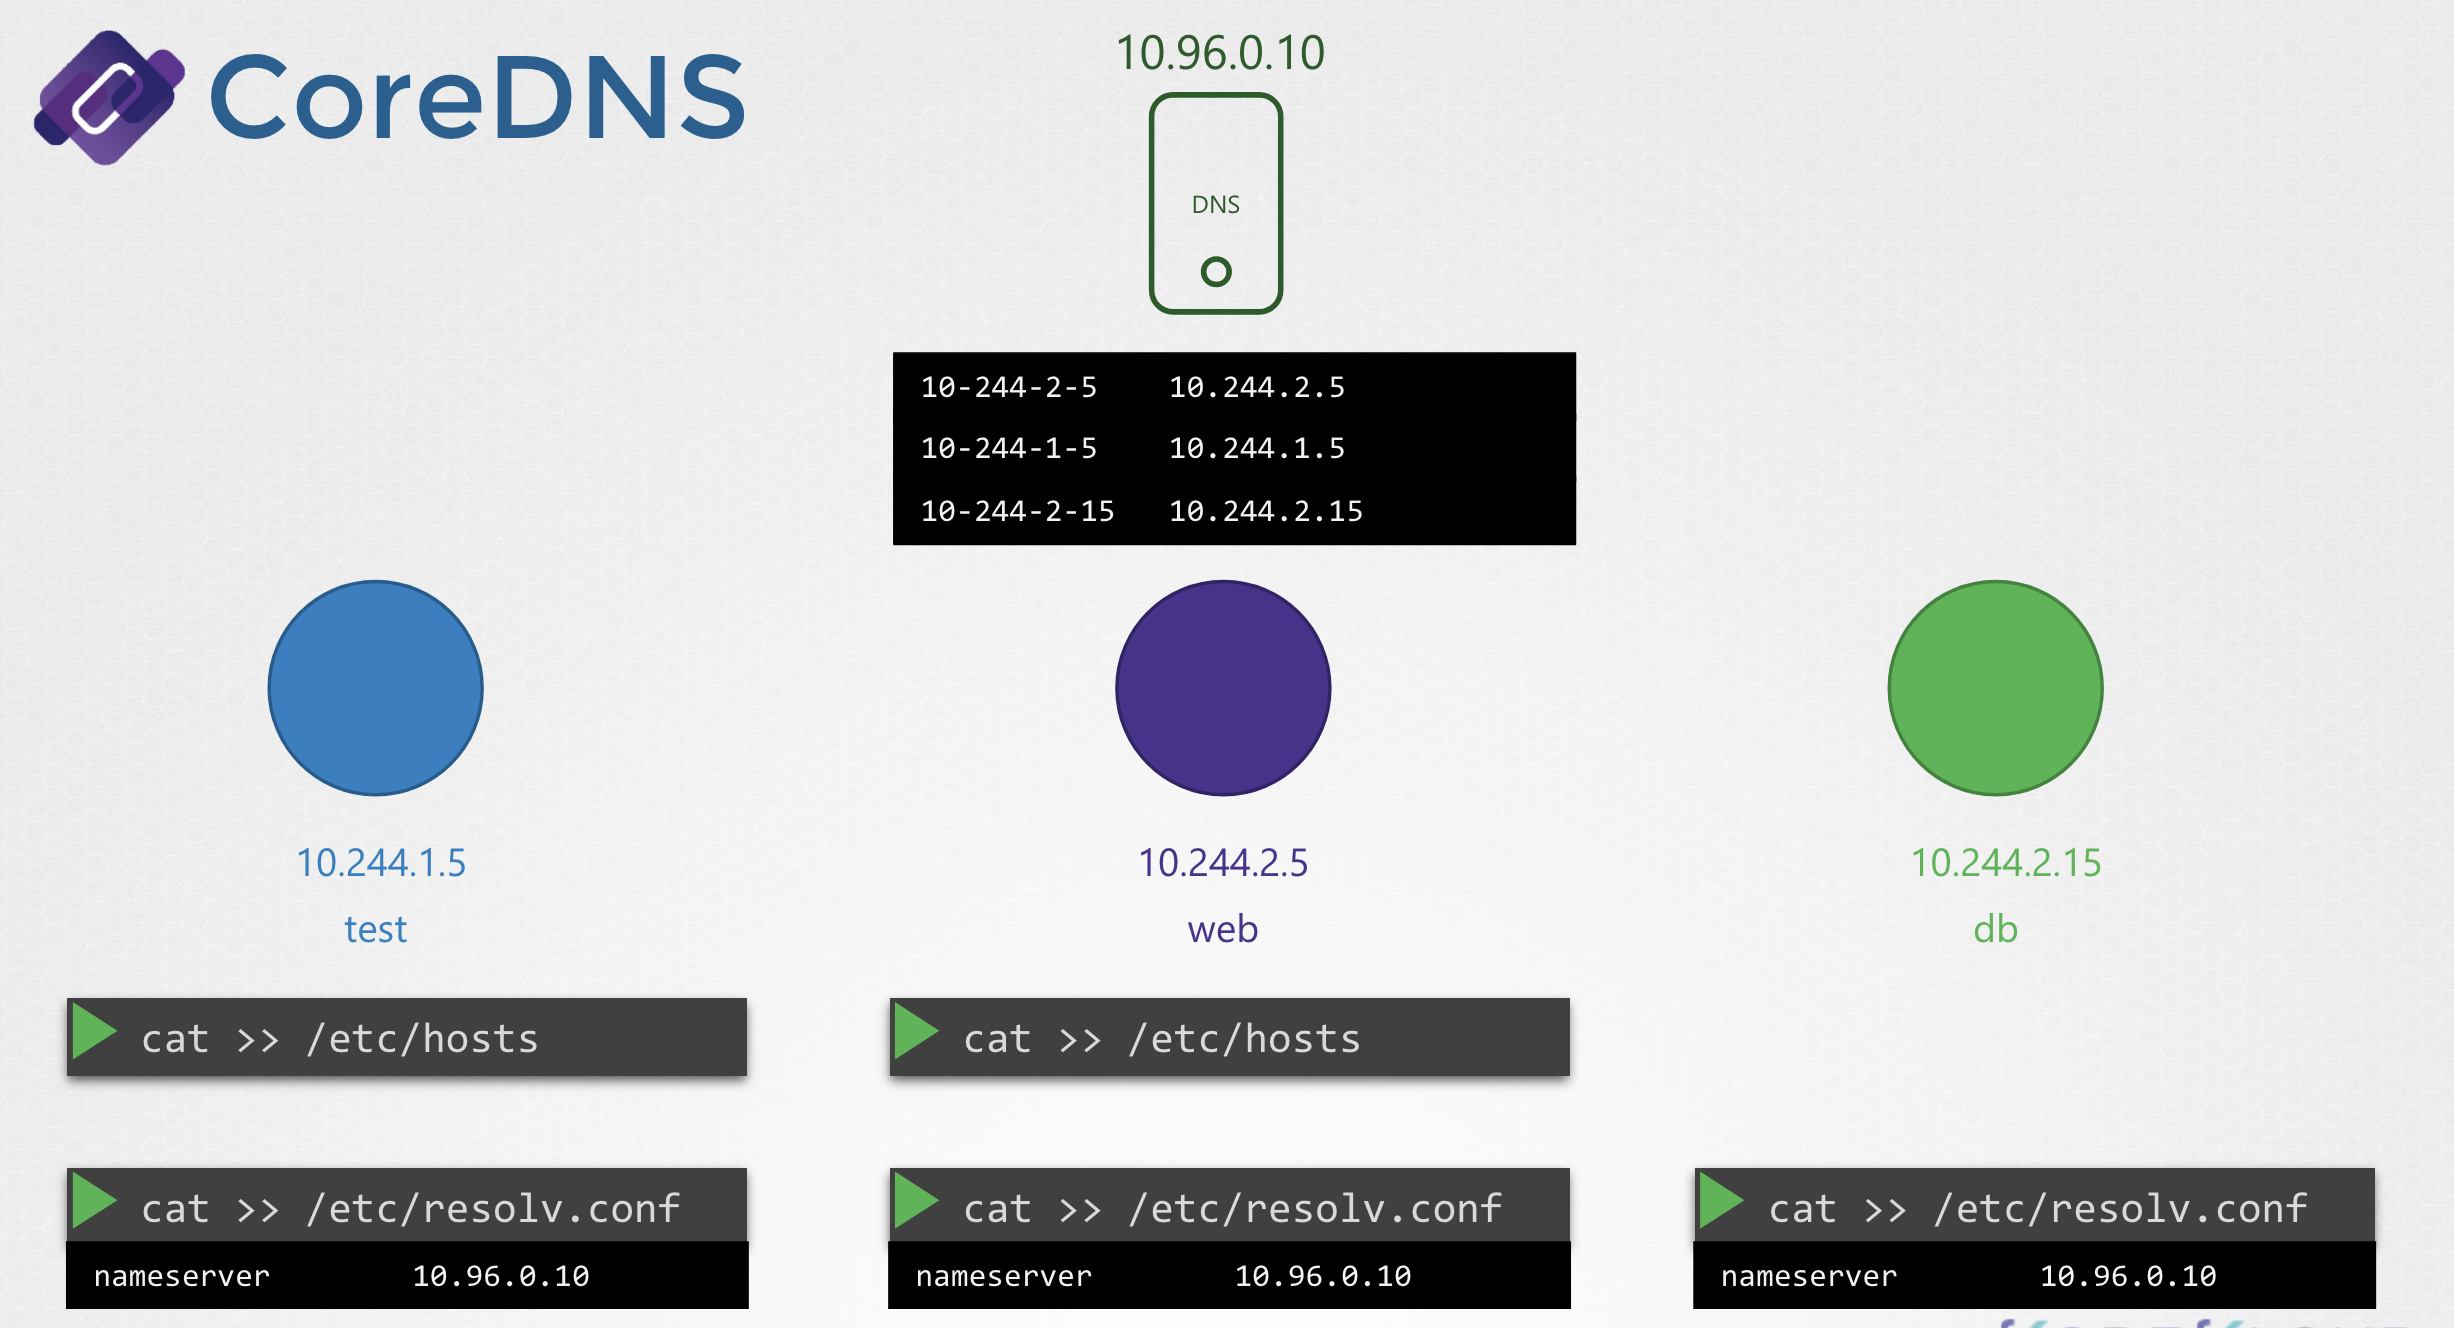 CoreDNS
10.96.0.10
DNS
10-244-2-5 10.244.2.5
10-244-1-5 10.244.1.5
10-244-2-15 10.244.2.15
10.244.1.5
test
10.244.2.5
web
10.244.2.15
db
cat >> /etc/hosts
cat >> /etc/hosts
cat >> /etc/resolv.conf
nameserver 10.96.0.10
cat >> /etc/resolv.conf
nameserver 10.96.0.10
cat >> /etc/resolv.conf
nameserver 10.96.0.10